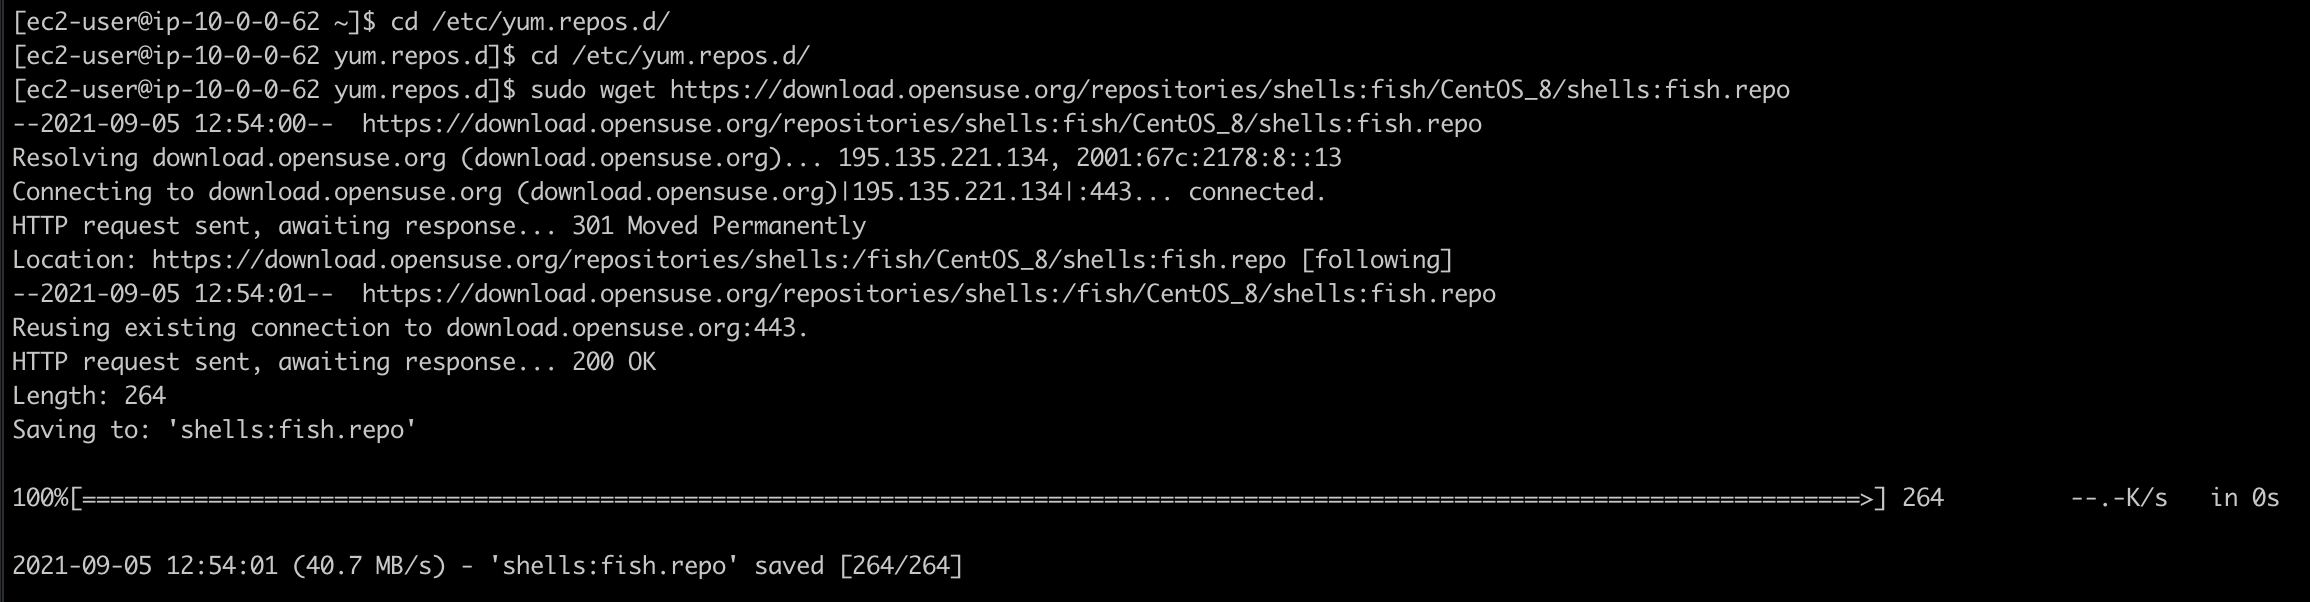 [ec2-user@ip-10-0-0-62 ~]$ cd /etc/yum.repos.d/
[ec2-user@ip-10-0-0-62 yum.repos.d]$ cd /etc/yum.repos.d/
[ec2-user@ip-10-0-0-62 yum.repos.d]$ sudo wget https://download.opensuse.org/repositories/shells:fish/CentOS_8/shells:fish.repo
--2021-09-05 12:54:00--  https://download.opensuse.org/repositories/shells:fish/CentOS_8/shells:fish.repo
Resolving download.opensuse.org (download.opensuse.org)... 195.135.221.134, 2001:67c:2178:8::13
Connecting to download.opensuse.org (download.opensuse.org)|195.135.221.134|:443... connected.
HTTP request sent, awaiting response... 301 Moved Permanently
Location: https://download.opensuse.org/repositories/shells:/fish/CentOS_8/shells:fish.repo [following]
--2021-09-05 12:54:01--  https://download.opensuse.org/repositories/shells:/fish/CentOS_8/shells:fish.repo
Reusing existing connection to download.opensuse.org:443.
HTTP request sent, awaiting response... 200 OK
Length: 264
Saving to: 'shells:fish.repo'
100%[===============================================================================================================================>] 264         --.-K/s   in 0s
2021-09-05 12:54:01 (40.7 MB/s) - 'shells:fish.repo' saved [264/264]